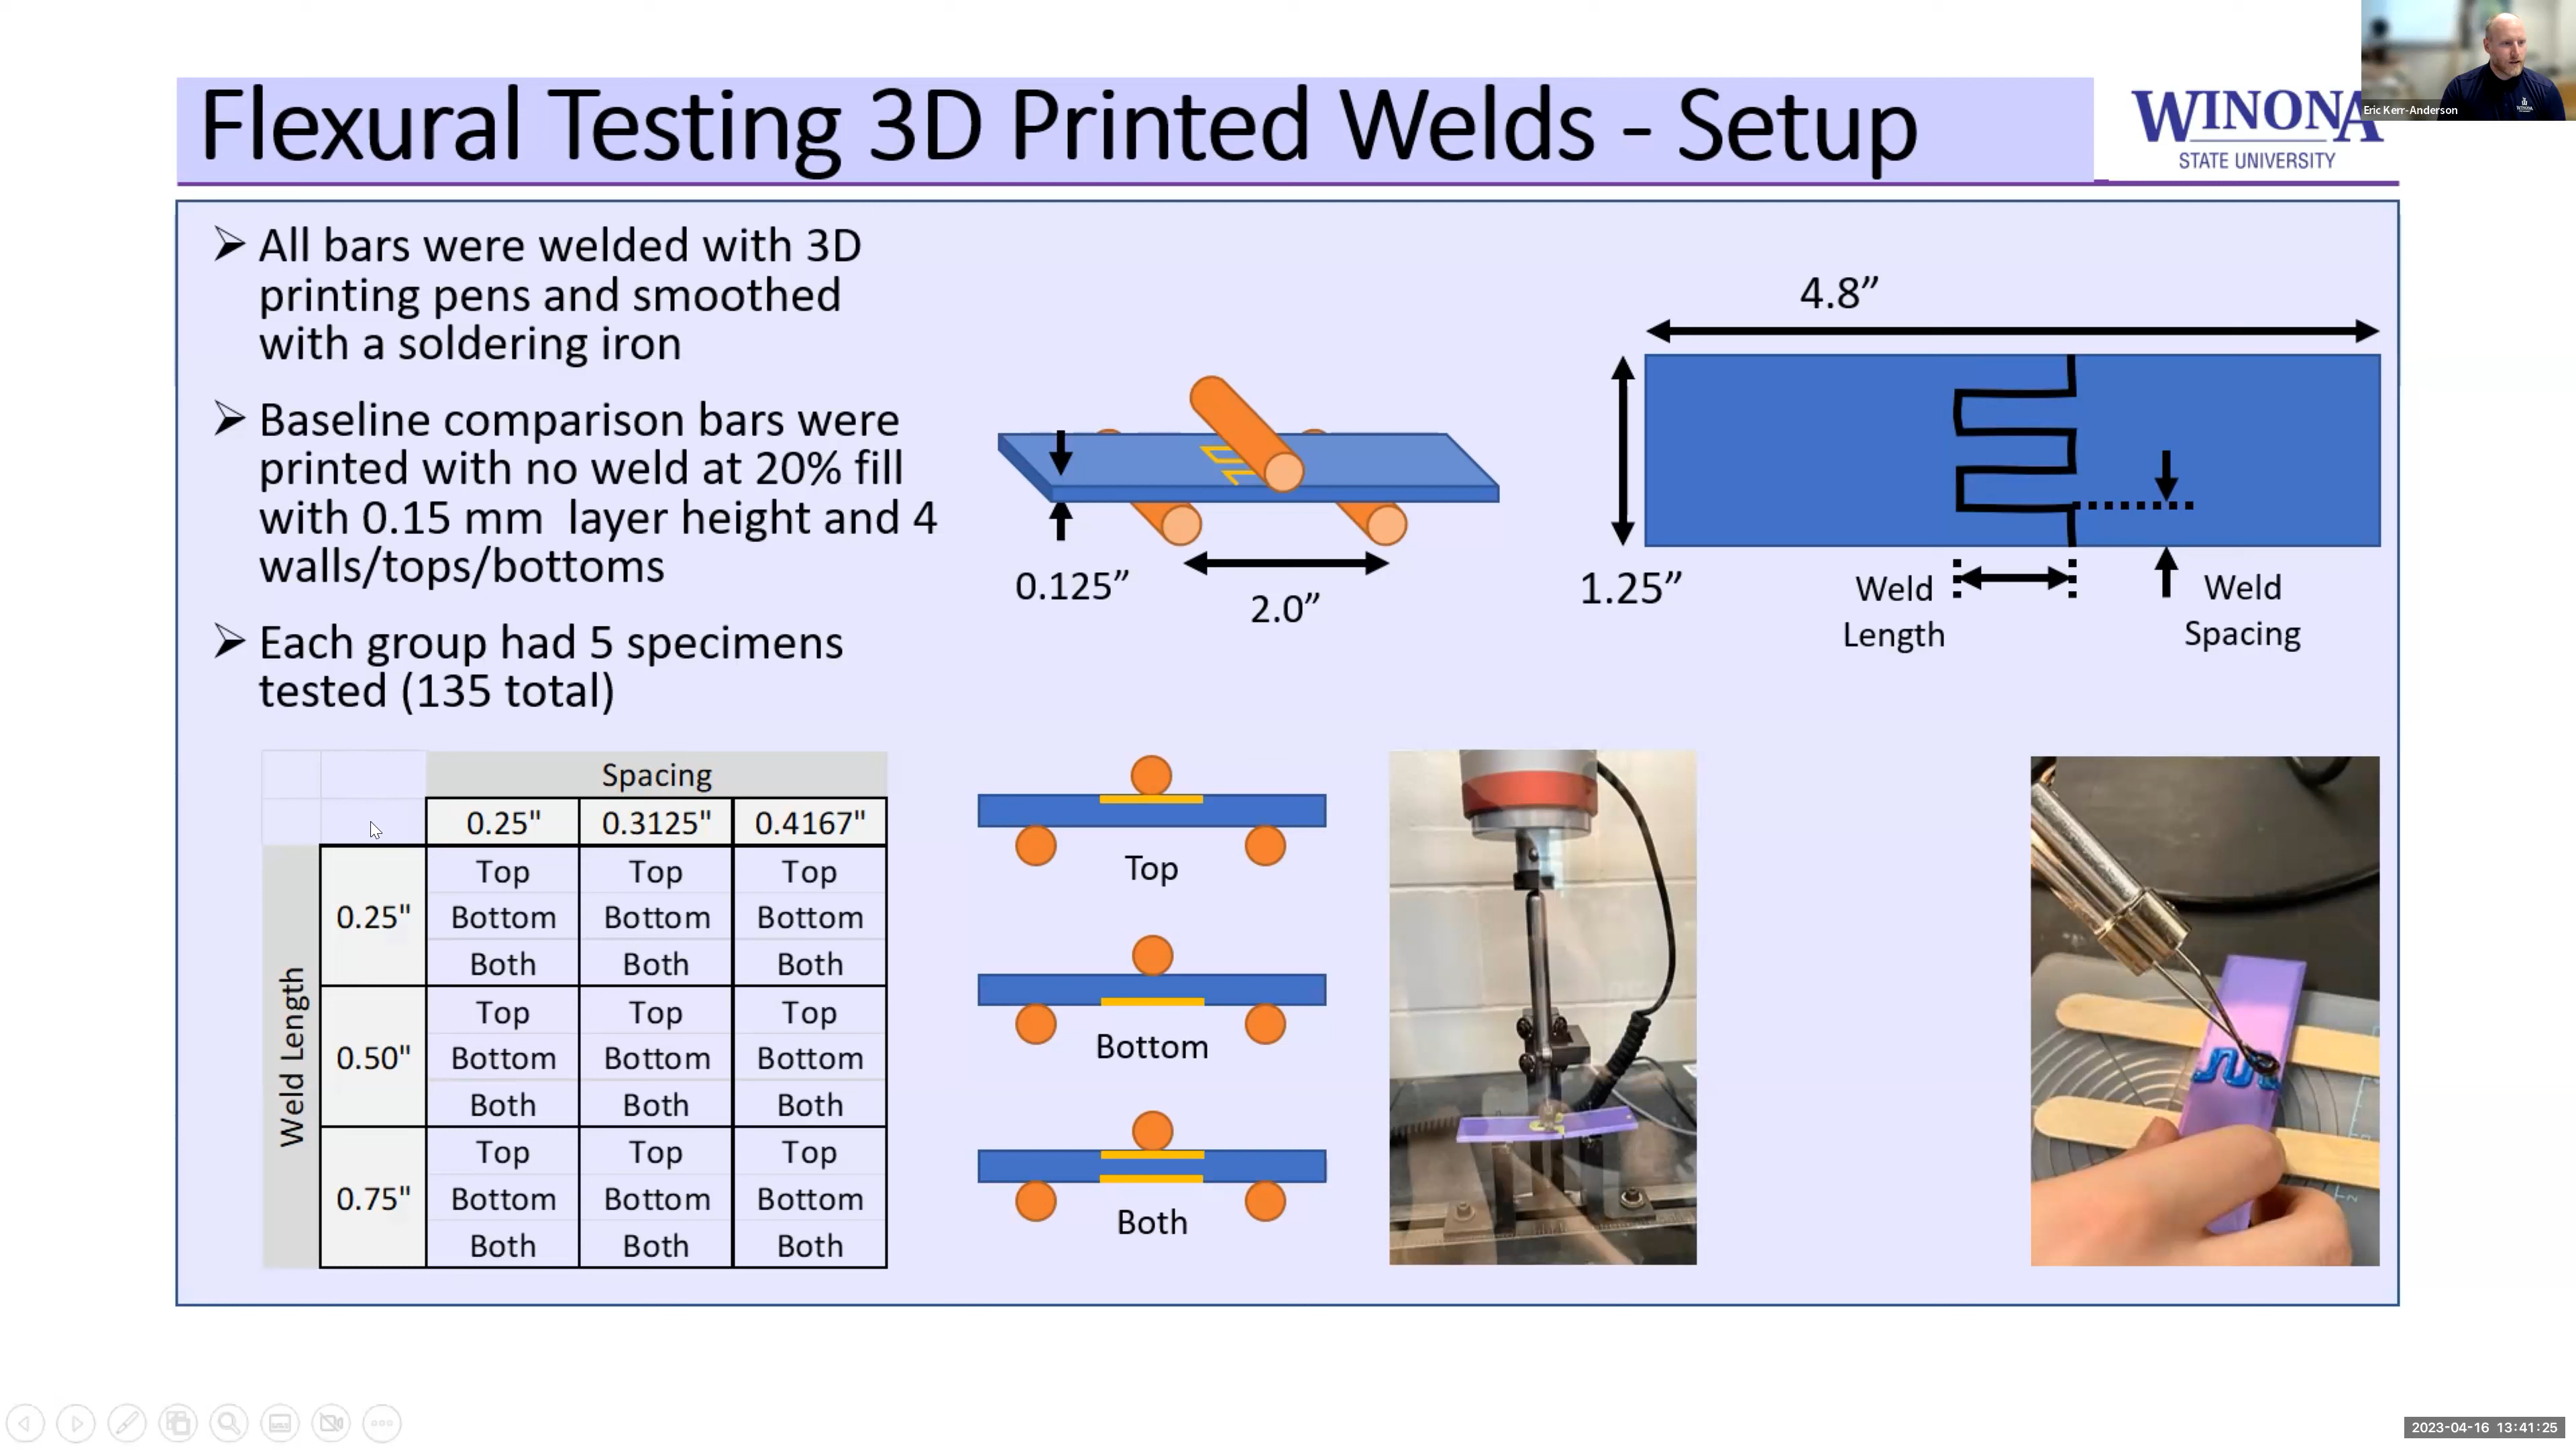 Flexural Testing 3D Printed Welds - Setup
WINONA
STATE UNIVERSITY
Eric Kerr-Anderson
➢ All bars were welded with 3D
printing pens and smoothed
with a soldering iron
➢ Baseline comparison bars were
printed with no weld at 20% fill
with 0.15 mm layer height and 4
walls/tops/bottoms
➢ Each group had 5 specimens
tested (135 total)
0.125”
2.0”
4.8”
1.25”
Weld
Length
Weld
Spacing
Spacing
0.25" 0.3125" 0.4167"
Weld Length
0.25"
Top Top Top
Bottom Bottom Bottom
Both Both Both
0.50"
Top Top Top
Bottom Bottom Bottom
Both Both Both
0.75"
Top Top Top
Bottom Bottom Bottom
Both Both Both
Top
Bottom
Both
2023-04-16 13:41:25